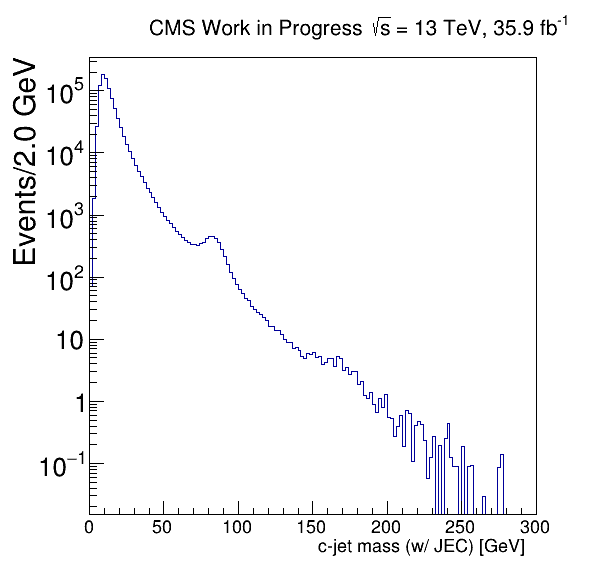 CMS Work in Progress √s = 13 TeV, 35.9 fb⁻¹
Events/2.0 GeV
10⁵
10⁴
10³
10²
10
1
10⁻¹
0 50 100 150 200 250 300
c-jet mass (w/ JEC) [GeV]